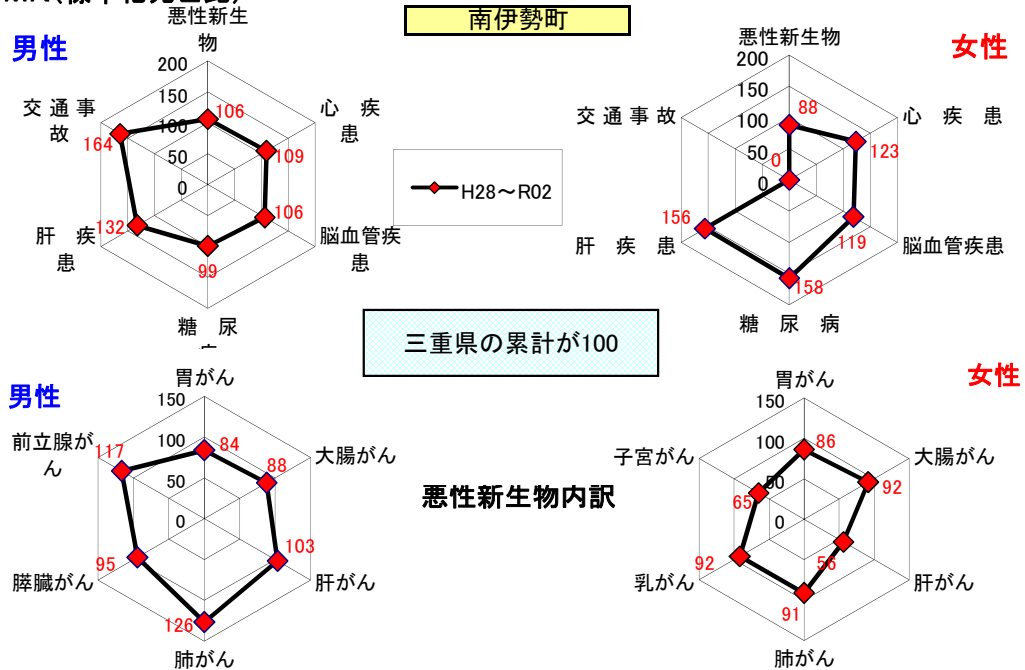 南伊勢町
男性
悪性新生
物
200
150
100
50
0
106
心 疾
患
109
脳血管疾
患
106
糖 尿
99
肝 疾
患
132
交 通 事
故
164
H28～R02
女性
悪性新生物
200
150
100
50
0
88
心 疾 患
123
脳血管疾患
119
糖 尿 病
158
肝 疾 患
156
交 通 事 故
0
三重県の累計が100
男性
胃がん
150
100
50
0
84
大腸がん
88
肝がん
103
肺がん
126
膵臓がん
95
前立腺が
ん
117
悪性新生物内訳
女性
胃がん
150
100
50
0
86
大腸がん
92
肝がん
56
肺がん
91
乳がん
92
子宮がん
65